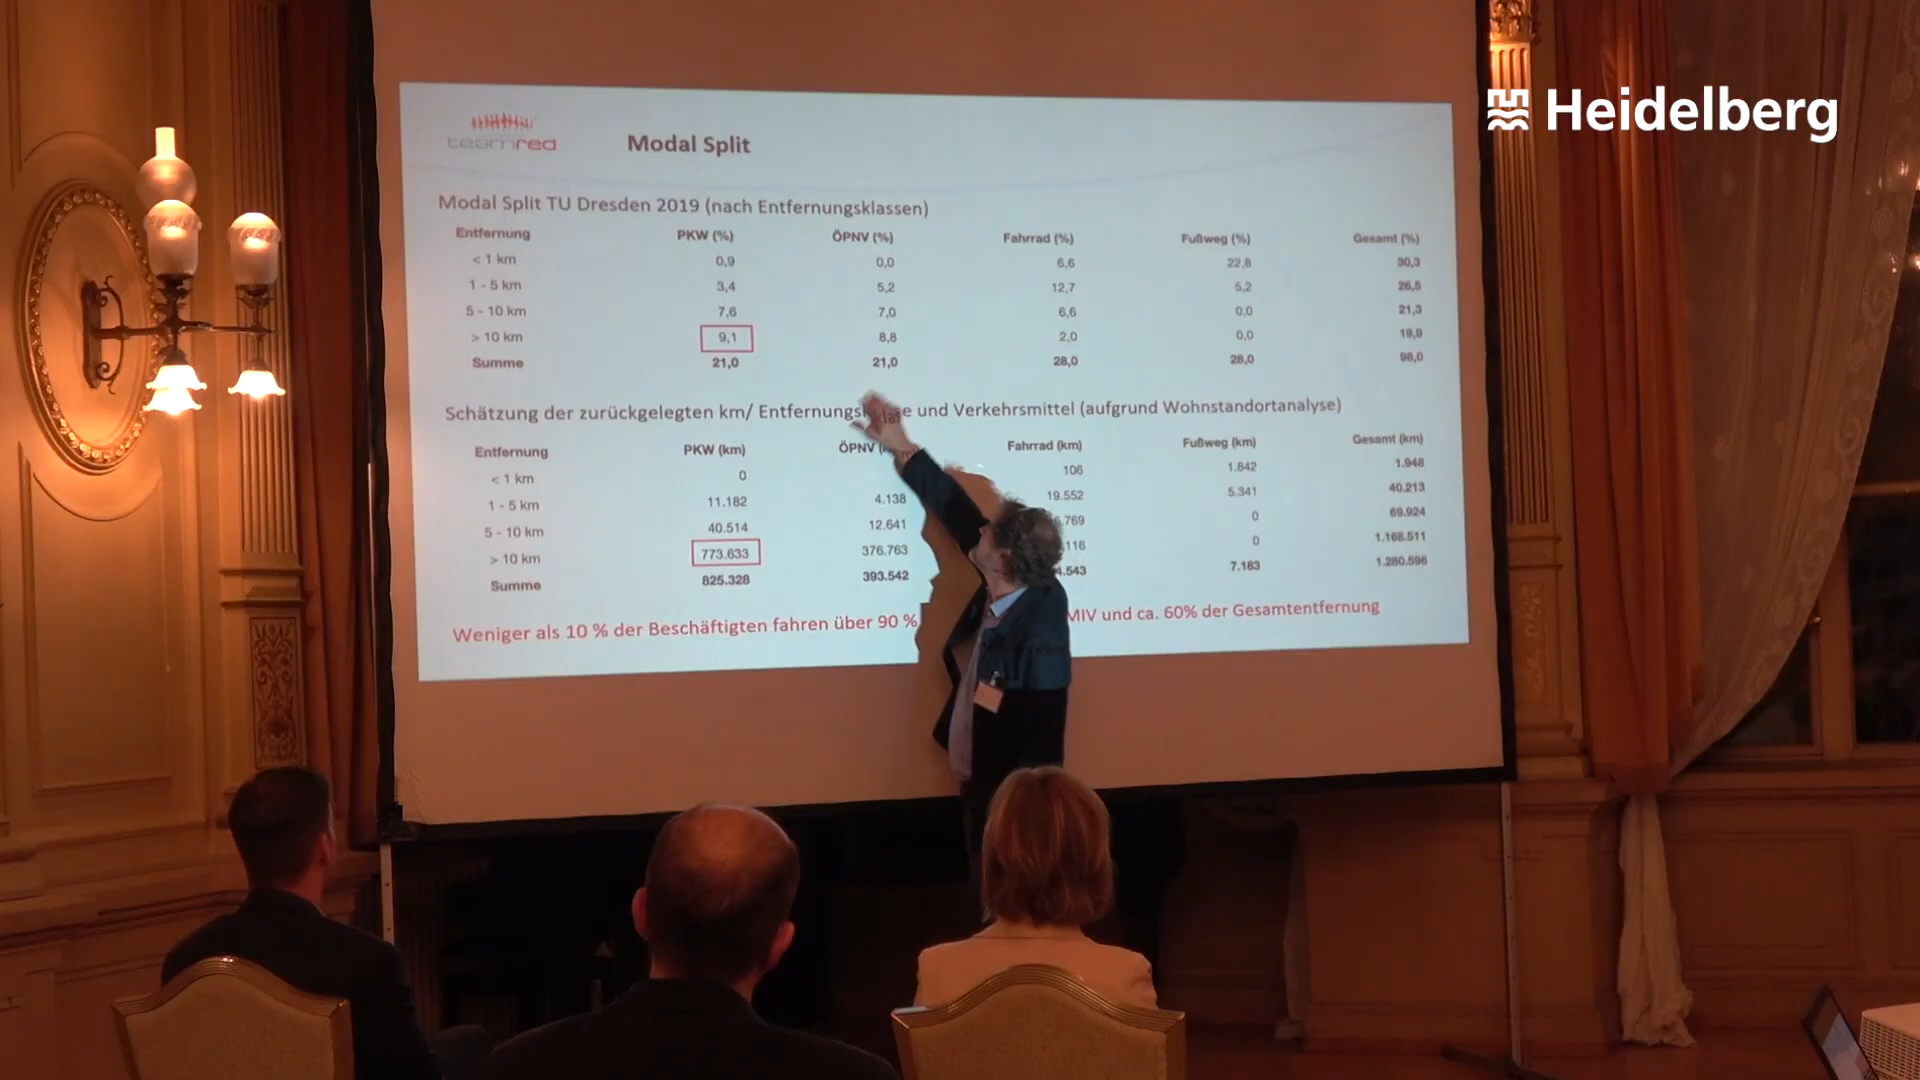 Heidelberg
teamred
Modal Split
Modal Split TU Dresden 2019 (nach Entfernungsklassen)
Entfernung PKW (%) ÖPNV (%) Fahrrad (%) Fußweg (%) Gesamt (%)
< 1 km 0,9 0,0 6,6 22,8 30,3
1 - 5 km 3,4 5,2 12,7 5,2 26,5
5 - 10 km 7,6 7,0 6,6 0,0 21,3
> 10 km 9,1 8,8 2,0 0,0 19,9
Summe 21,0 21,0 28,0 28,0 98,0
Schätzung der zurückgelegten km/ und Verkehrsmittel (aufgrund Wohnstandortanalyse)
Entfernung PKW (km) ÖPNV Fahrrad (km) Fußweg (km) Gesamt (km)
< 1 km 0 106 1.842 1.948
1 - 5 km 11.182 4.138 19.552 5.341 40.213
5 - 10 km 40.514 12.641 .769 0 69.924
> 10 km 773.633 376.763 .116 0 1.168.511
Summe 825.328 393.542 .543 7.183 1.280.596
Weniger als 10 % der Beschäftigten fahren über 90 % MIV und ca. 60% der Gesamtentfernung